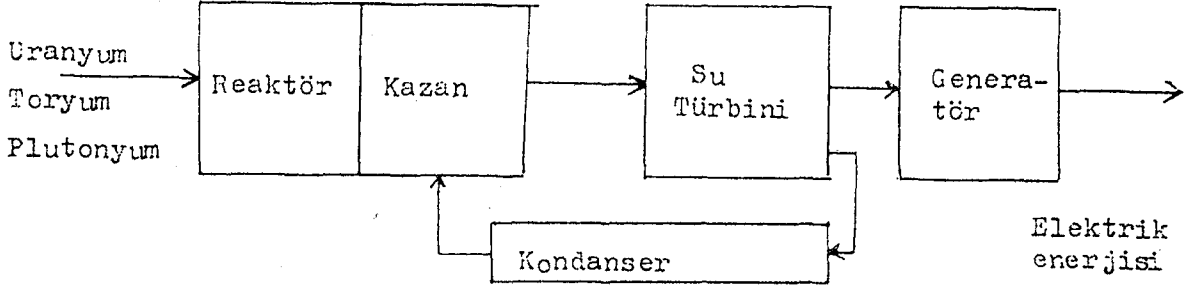 Uranyum
Toryum
Plutonyum
Reaktör
Kazan
Su
Türbini
Genera-
tör
Kondanser
Elektrik
enerjisi